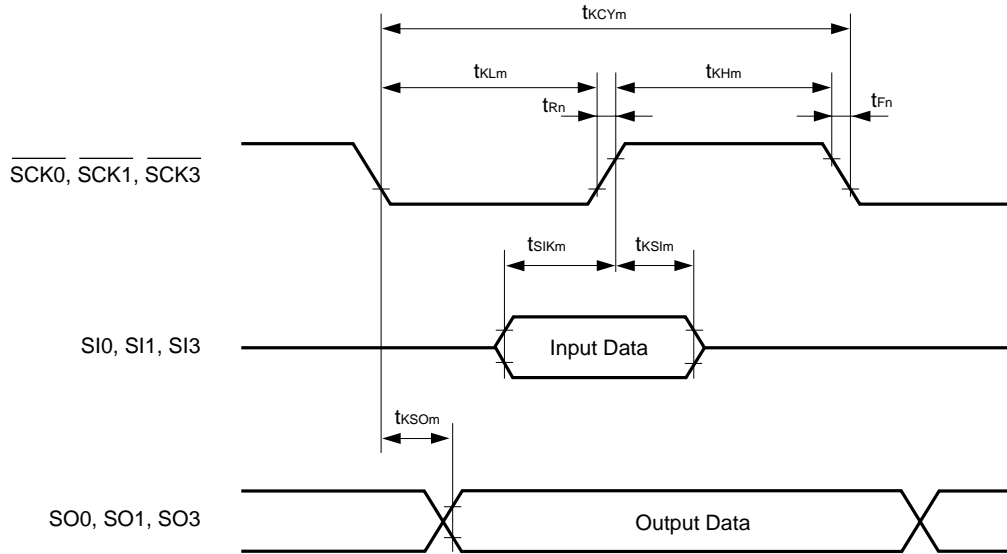 tKCYm
tKLm
tKHm
tRn
tFn
SCK0, SCK1, SCK3
tSIKm
tKSIm
SI0, SI1, SI3
Input Data
tKSOm
SO0, SO1, SO3
Output Data